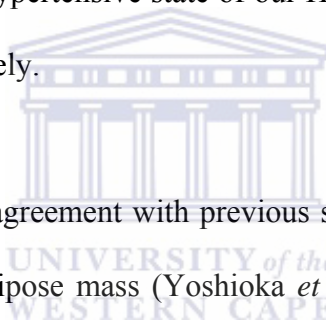 ypertensive state of our
ely.
agreement with previous s
UNIVERSITY of the
ipose mass (Yoshioka et
WESTERN CAPE